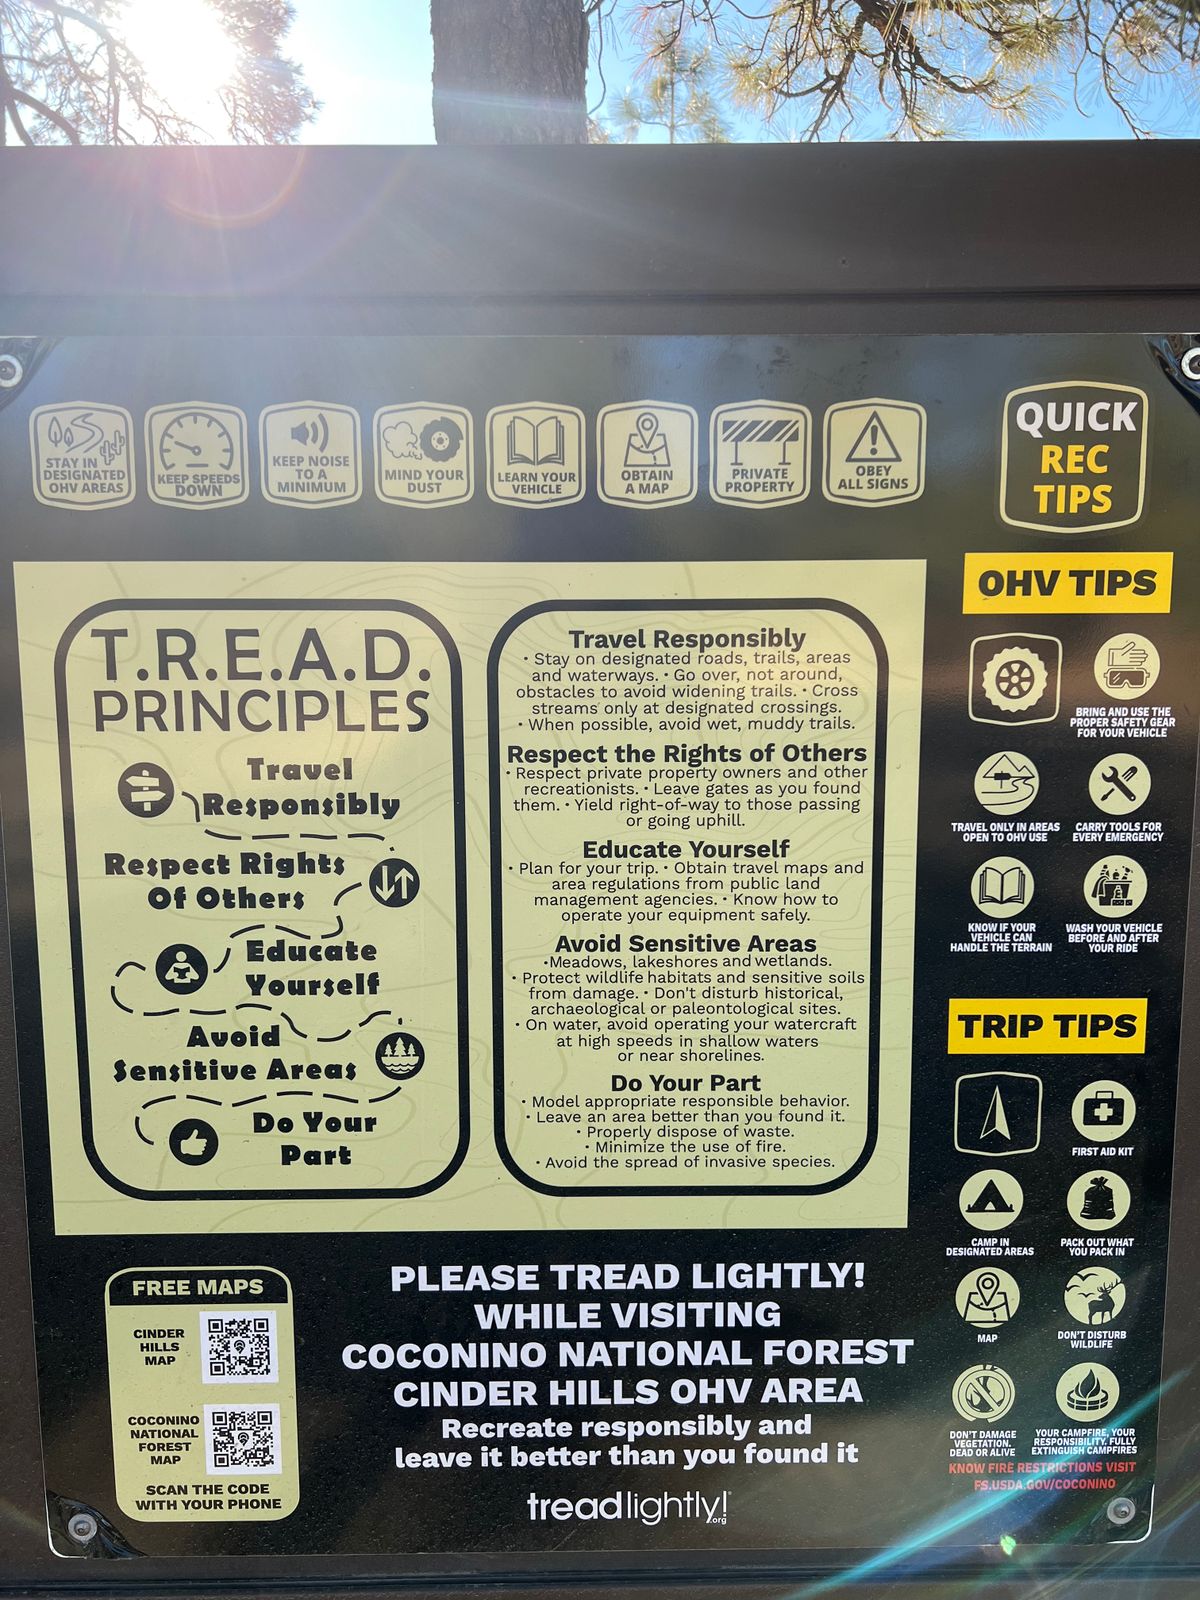 STAY IN
DESIGNATED
OHV AREAS
KEEP SPEEDS
DOWN
KEEP NOISE
TO A
MINIMUM
MIND YOUR
DUST
LEARN YOUR
VEHICLE
OBTAIN
A MAP
PRIVATE
PROPERTY
OBEY
ALL SIGNS
QUICK
REC
TIPS
T.R.E.A.D.
PRINCIPLES
Travel
Responsibly
Respect Rights
Of Others
Educate
Yourself
Avoid
Sensitive Areas
Do Your
Part
Travel Responsibly
• Stay on designated roads, trails, areas
and waterways. • Go over, not around,
obstacles to avoid widening trails. • Cross
streams only at designated crossings.
• When possible, avoid wet, muddy trails.
Respect the Rights of Others
• Respect private property owners and other
recreationists. • Leave gates as you found
them. • Yield right-of-way to those passing
or going uphill.
Educate Yourself
• Plan for your trip. • Obtain travel maps and
area regulations from public land
management agencies. • Know how to
operate your equipment safely.
Avoid Sensitive Areas
•Meadows, lakeshores and wetlands.
• Protect wildlife habitats and sensitive soils
from damage. • Don't disturb historical,
archaeological or paleontological sites.
• On water, avoid operating your watercraft
at high speeds in shallow waters
or near shorelines.
Do Your Part
• Model appropriate responsible behavior.
• Leave an area better than you found it.
• Properly dispose of waste.
• Minimize the use of fire.
• Avoid the spread of invasive species.
OHV TIPS
BRING AND USE THE
PROPER SAFETY GEAR
FOR YOUR VEHICLE
TRAVEL ONLY IN AREAS
OPEN TO OHV USE
CARRY TOOLS FOR
EVERY EMERGENCY
KNOW IF YOUR
VEHICLE CAN
HANDLE THE TERRAIN
WASH YOUR VEHICLE
BEFORE AND AFTER
YOUR RIDE
TRIP TIPS
FIRST AID KIT
CAMP IN
DESIGNATED AREAS
PACK OUT WHAT
YOU PACK IN
MAP
DON'T DISTURB
WILDLIFE
DON'T DAMAGE
VEGETATION.
DEAD OR ALIVE
YOUR CAMPFIRE, YOUR
RESPONSIBILITY. FULLY
EXTINGUISH CAMPFIRES
KNOW FIRE RESTRICTIONS VISIT
FS.USDA.GOV/COCONINO
FREE MAPS
CINDER
HILLS
MAP
COCONINO
NATIONAL
FOREST
MAP
SCAN THE CODE
WITH YOUR PHONE
PLEASE TREAD LIGHTLY!
WHILE VISITING
COCONINO NATIONAL FOREST
CINDER HILLS OHV AREA
Recreate responsibly and
leave it better than you found it
treadlightly!
.org